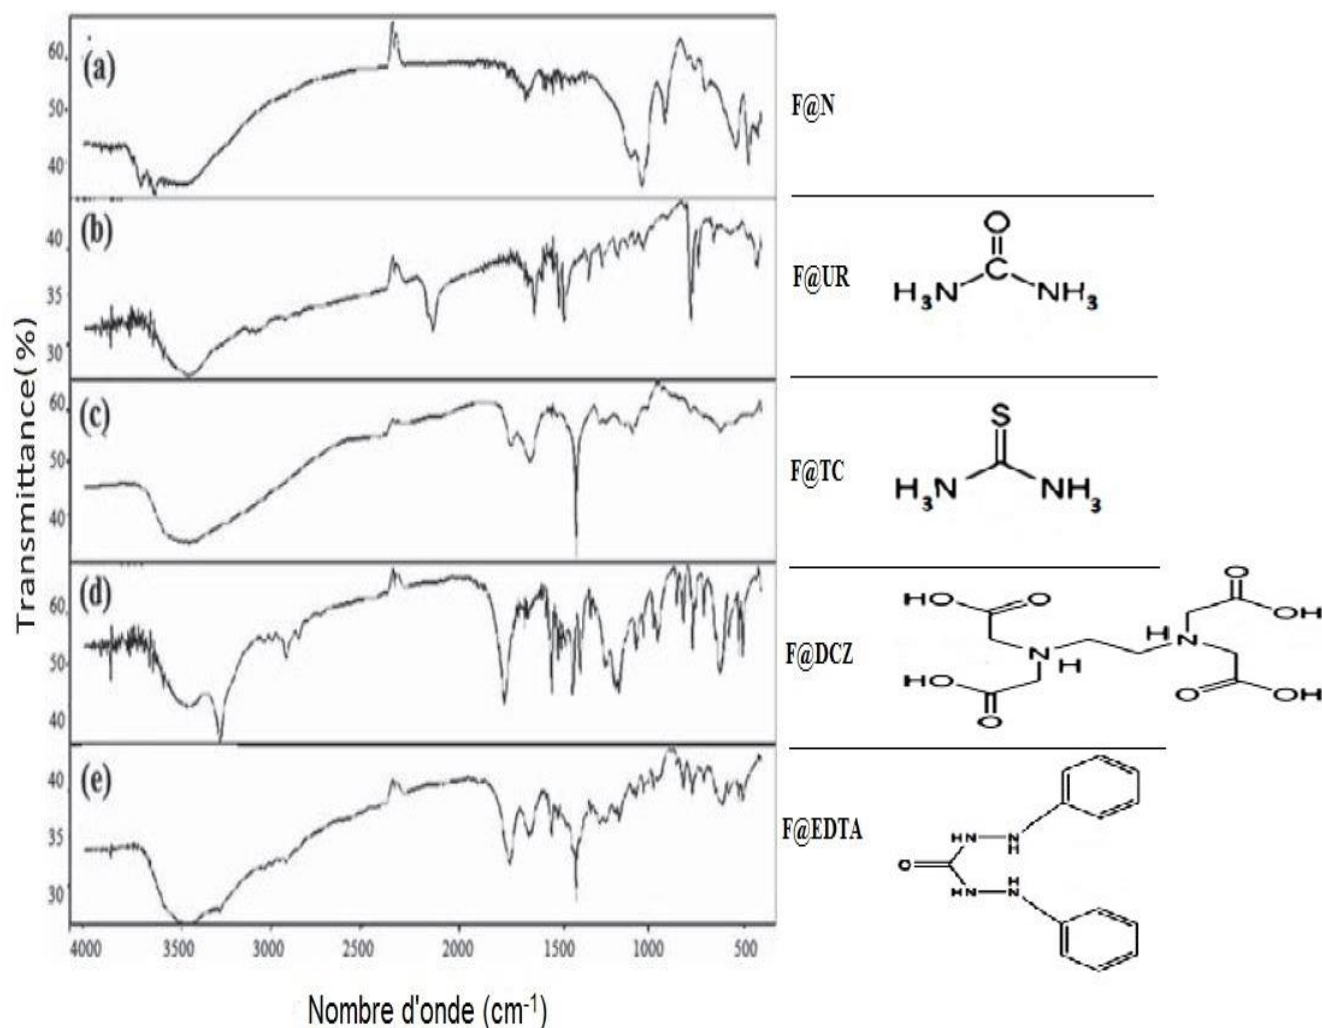 (a)
60
50
40
F@N
(b)
40
35
30
F@UR
O
C
H3N NH3
(c)
60
50
40
F@TC
S
H3N NH3
(d)
60
50
40
F@DCZ
HO O O OH
N H H N
HO O O OH
(e)
40
35
30
F@EDTA
HN N H
O
HN N H
Transmittance(%)
4000 3500 3000 2500 2000 1500 1000 500
Nombre d'onde (cm-1)